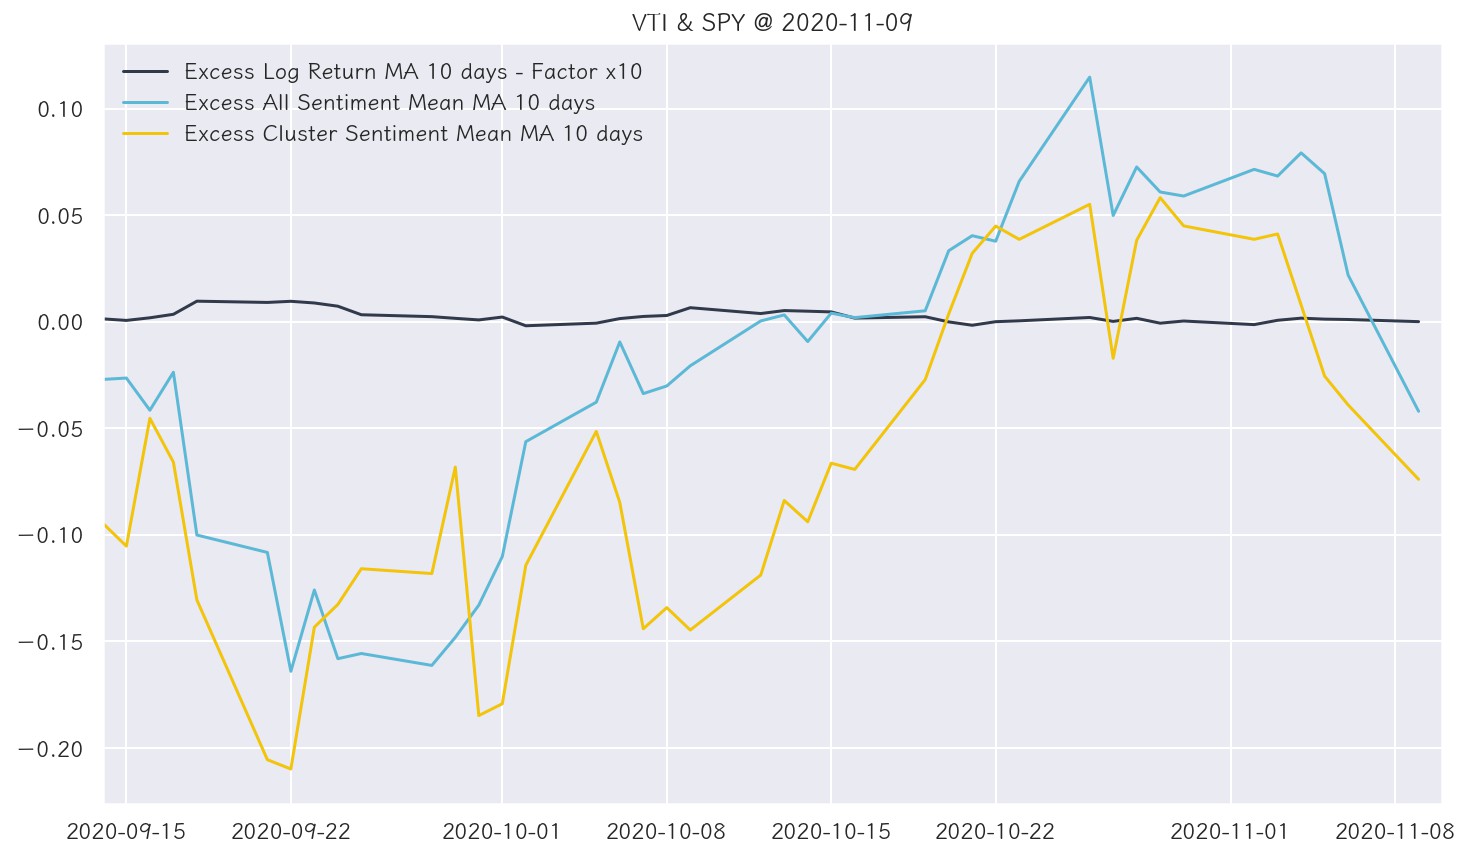 VTI & SPY @ 2020-11-09
Excess Log Return MA 10 days - Factor x10
Excess All Sentiment Mean MA 10 days
Excess Cluster Sentiment Mean MA 10 days
0.10
0.05
0.00
−0.05
−0.10
−0.15
−0.20
2020-09-15 2020-09-22 2020-10-01 2020-10-08 2020-10-15 2020-10-22 2020-11-01 2020-11-08